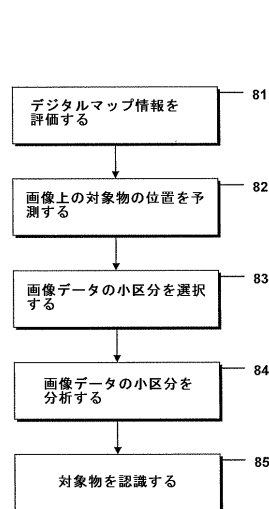 デジタルマップ情報を
評価する
81
画像上の対象物の位置を予
測する
82
画像データの小区分を選択
する
83
画像データの小区分を
分析する
84
対象物を認識する
85